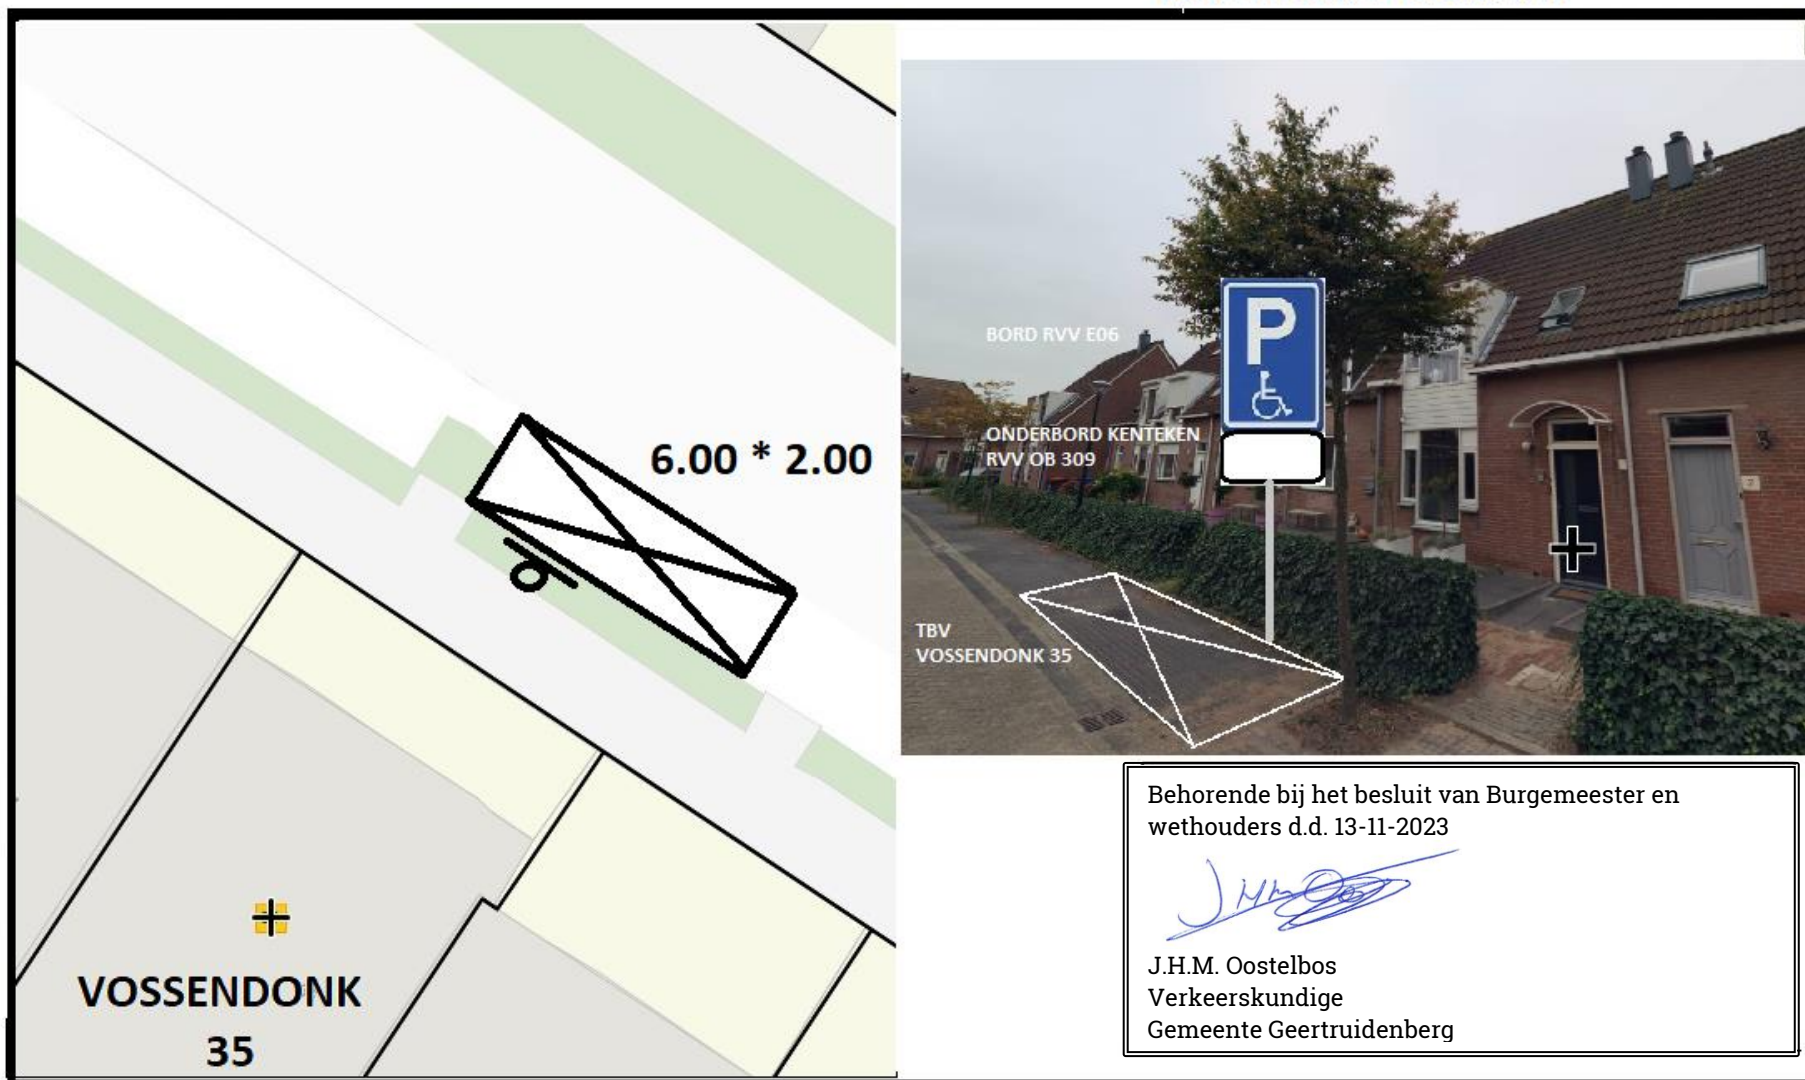 6.00 * 2.00
VOSSENDONK
35
BORD RVV E06
P
ONDERBORD KENTEKEN
RVV OB 309
TBV
VOSSENDONK 35
Behorende bij het besluit van Burgemeester en
wethouders d.d. 13-11-2023
J.H.M. Oostelbos
Verkeerskundige
Gemeente Geertruidenberg